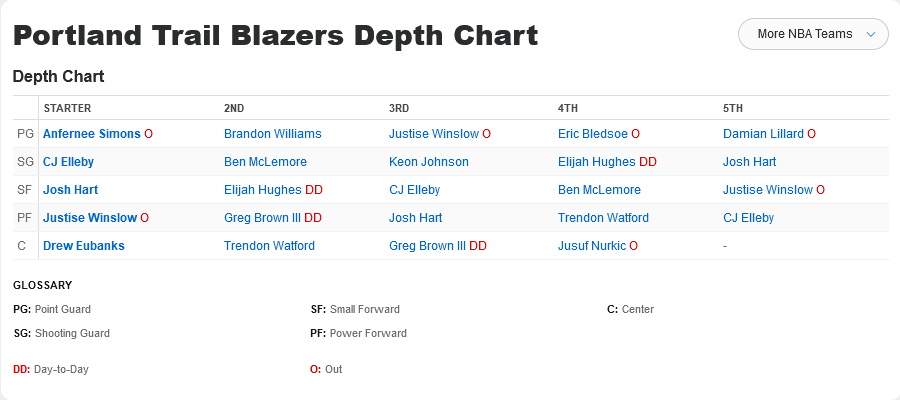 Portland Trail Blazers Depth Chart
More NBA Teams
Depth Chart
STARTER 2ND 3RD 4TH 5TH
PG Anfernee Simons O Brandon Williams Justise Winslow O Eric Bledsoe O Damian Lillard O
SG CJ Elleby Ben McLemore Keon Johnson Elijah Hughes DD Josh Hart
SF Josh Hart Elijah Hughes DD CJ Elleby Ben McLemore Justise Winslow O
PF Justise Winslow O Greg Brown III DD Josh Hart Trendon Watford CJ Elleby
C Drew Eubanks Trendon Watford Greg Brown III DD Jusuf Nurkic O -
GLOSSARY
PG: Point Guard SF: Small Forward C: Center
SG: Shooting Guard PF: Power Forward
DD: Day-to-Day O: Out